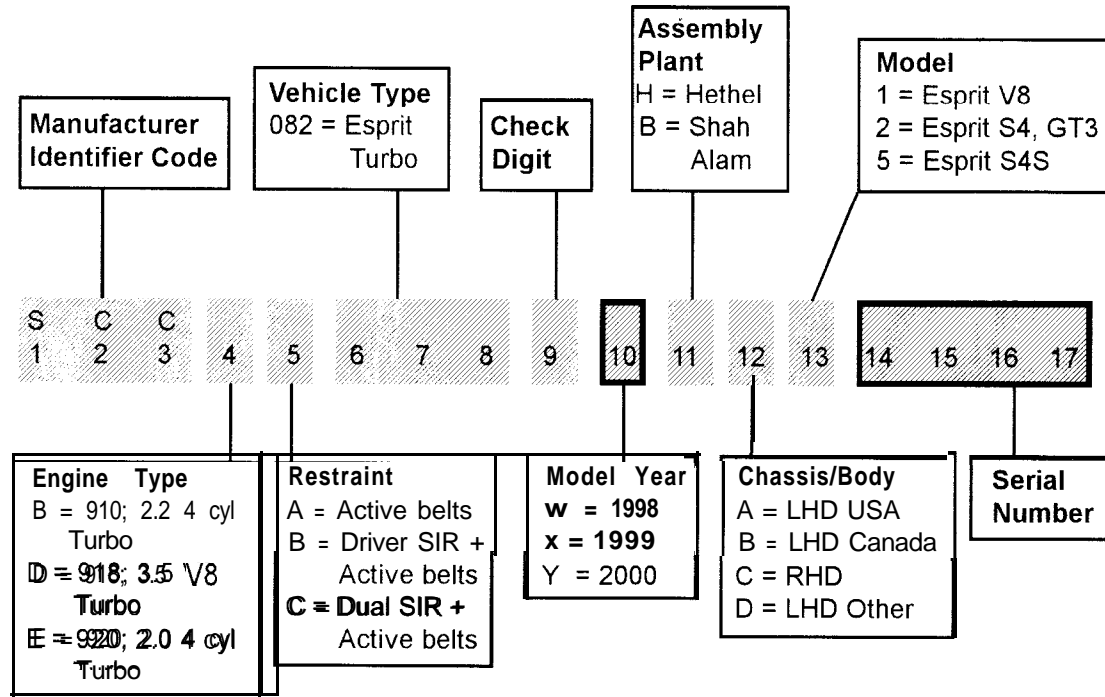 Assembly
Plant
H = Hethel
B = Shah
Alam
Model
1 = Esprit V8
2 = Esprit S4, GT3
5 = Esprit S4S
Vehicle Type
082 = Esprit
Turbo
Manufacturer
Identifier Code
Check
Digit
S C C
1 2 3 4 5 6 7 8 9 10 11 12 13 14 15 16 17
Engine Type
B = 910; 2.2 4 cyl
Turbo
D = 918; 3.5 V8
Turbo
E = 920; 2.0 4 cyl
Turbo
Restraint
A = Active belts
B = Driver SIR +
Active belts
C = Dual SIR +
Active belts
Model Year
w = 1998
x = 1999
Y = 2000
Chassis/Body
A = LHD USA
B = LHD Canada
C = RHD
D = LHD Other
Serial
Number